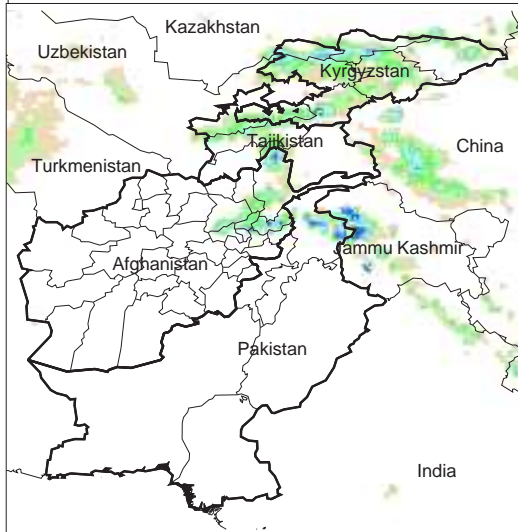 Kazakhstan
Uzbekistan
Kyrgyzstan
Tajikistan
China
Turkmenistan
Jammu Kashmir
Afghanistan
Pakistan
India